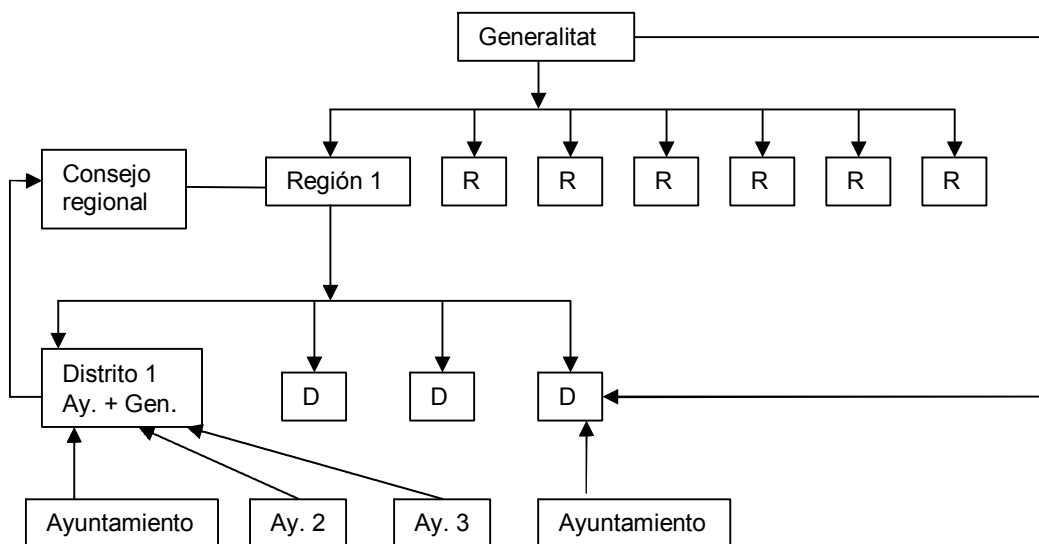 Generalitat
Consejo
regional
Región 1
R
R
R
R
R
R
Distrito 1
Ay. + Gen.
D
D
D
Ayuntamiento
Ay. 2
Ay. 3
Ayuntamiento